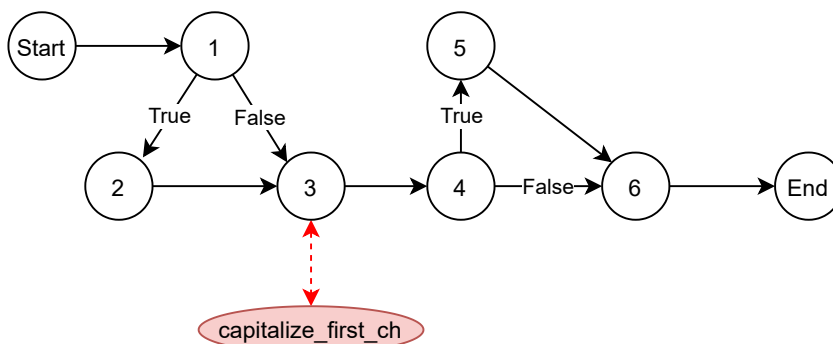 Start
1
5
True
False
True
2
3
4
False
6
End
capitalize_first_ch